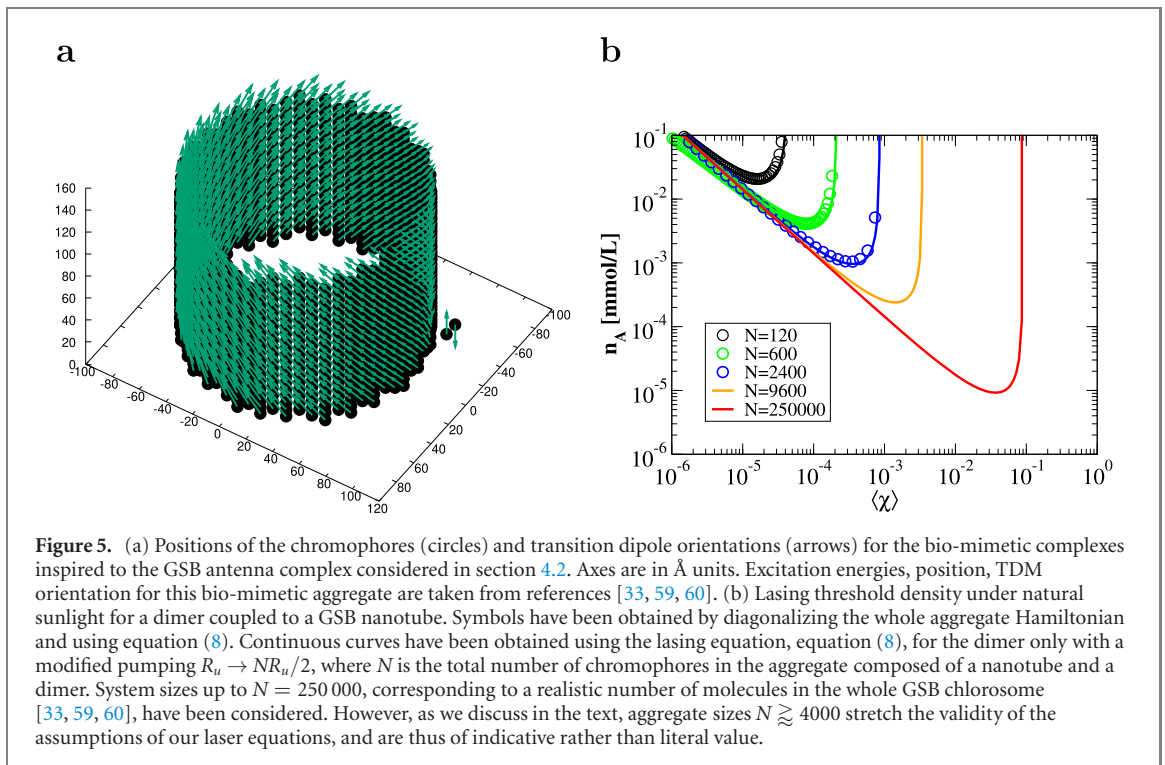 a
160
140
120
100
80
60
40
20
0
100
-80
-60
-40
-20
0
20
40
60
80
100
120
-100
-80
-60
-40
-20
0
20
40
60
80
b
n_A [mmol/L]
10^-1
10^-2
10^-3
10^-4
10^-5
10^-6
N=120
N=600
N=2400
N=9600
N=250000
10^-6 10^-5 10^-4 10^-3 10^-2 10^-1 10^0
⟨χ⟩
Figure 5. (a) Positions of the chromophores (circles) and transition dipole orientations (arrows) for the bio-mimetic complexes
inspired to the GSB antenna complex considered in section 4.2. Axes are in Å units. Excitation energies, position, TDM
orientation for this bio-mimetic aggregate are taken from references [33, 59, 60]. (b) Lasing threshold density under natural
sunlight for a dimer coupled to a GSB nanotube. Symbols have been obtained by diagonalizing the whole aggregate Hamiltonian
and using equation (8). Continuous curves have been obtained using the lasing equation, equation (8), for the dimer only with a
modified pumping R_u → NR_u/2, where N is the total number of chromophores in the aggregate composed of a nanotube and a
dimer. System sizes up to N = 250 000, corresponding to a realistic number of molecules in the whole GSB chlorosome
[33, 59, 60], have been considered. However, as we discuss in the text, aggregate sizes N ⪆ 4000 stretch the validity of the
assumptions of our laser equations, and are thus of indicative rather than literal value.